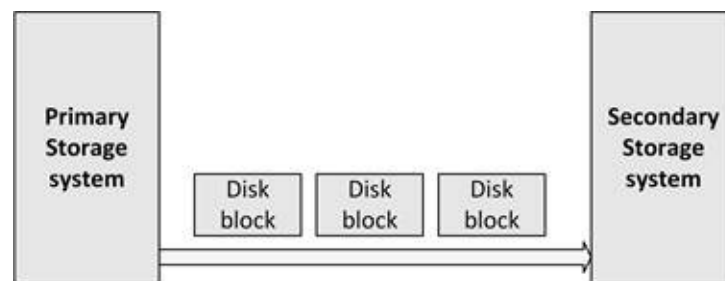 Primary
Storage
system
Disk
block
Disk
block
Disk
block
Secondary
Storage
system